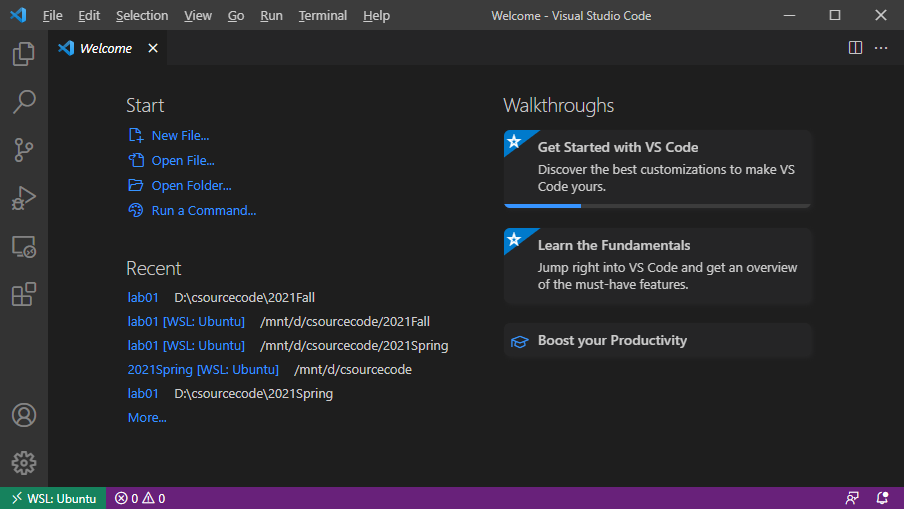 File Edit Selection View Go Run Terminal Help Welcome - Visual Studio Code
Welcome
Start
New File...
Open File...
Open Folder...
Run a Command...
Recent
lab01 D:\csourcecode\2021Fall
lab01 [WSL: Ubuntu] /mnt/d/csourcecode/2021Fall
lab01 [WSL: Ubuntu] /mnt/d/csourcecode/2021Spring
2021Spring [WSL: Ubuntu] /mnt/d/csourcecode
lab01 D:\csourcecode\2021Spring
More...
Walkthroughs
Get Started with VS Code
Discover the best customizations to make VS
Code yours.
Learn the Fundamentals
Jump right into VS Code and get an overview
of the must-have features.
Boost your Productivity
WSL: Ubuntu 0 0